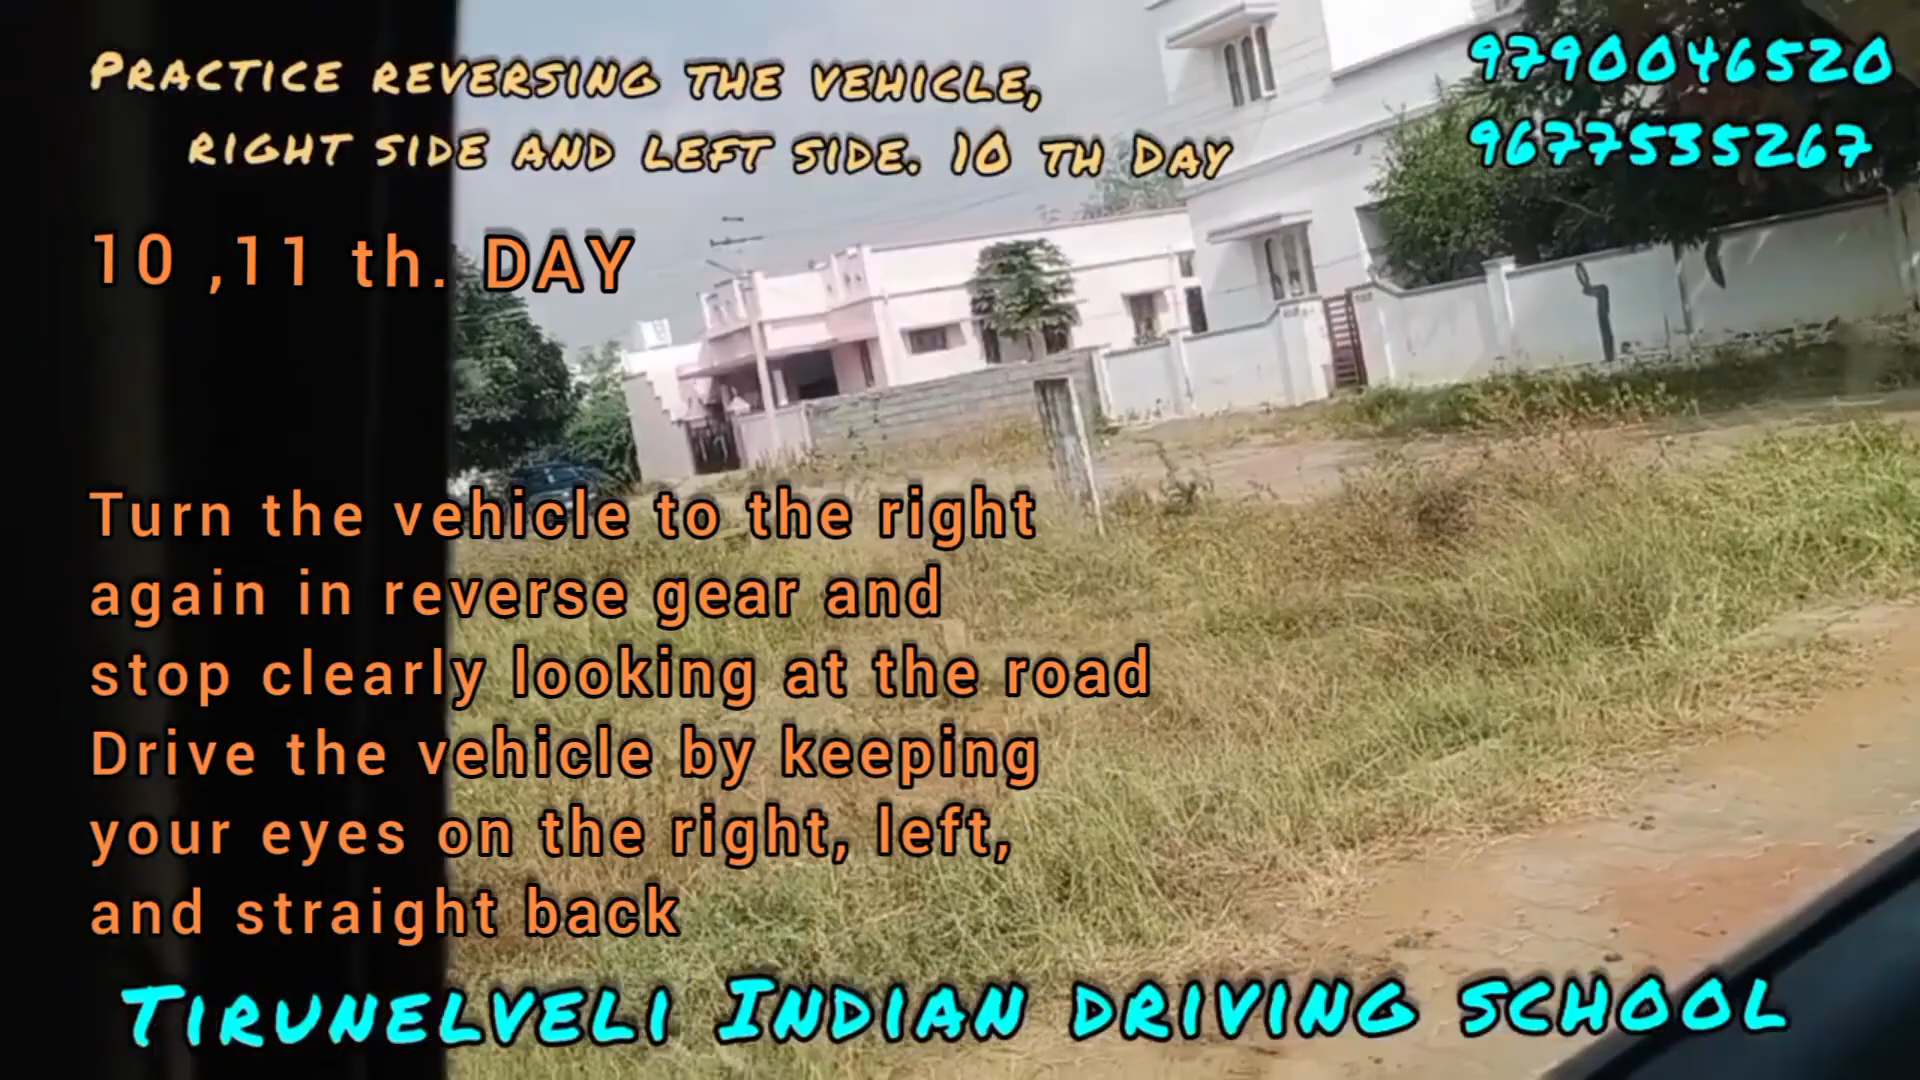 Practice reversing the vehicle,
right side and left side. 10 th Day
9790046520
9677535267
10 ,11 th. DAY
Turn the vehicle to the right
again in reverse gear and
stop clearly looking at the road
Drive the vehicle by keeping
your eyes on the right, left,
and straight back
Tirunelveli Indian driving school